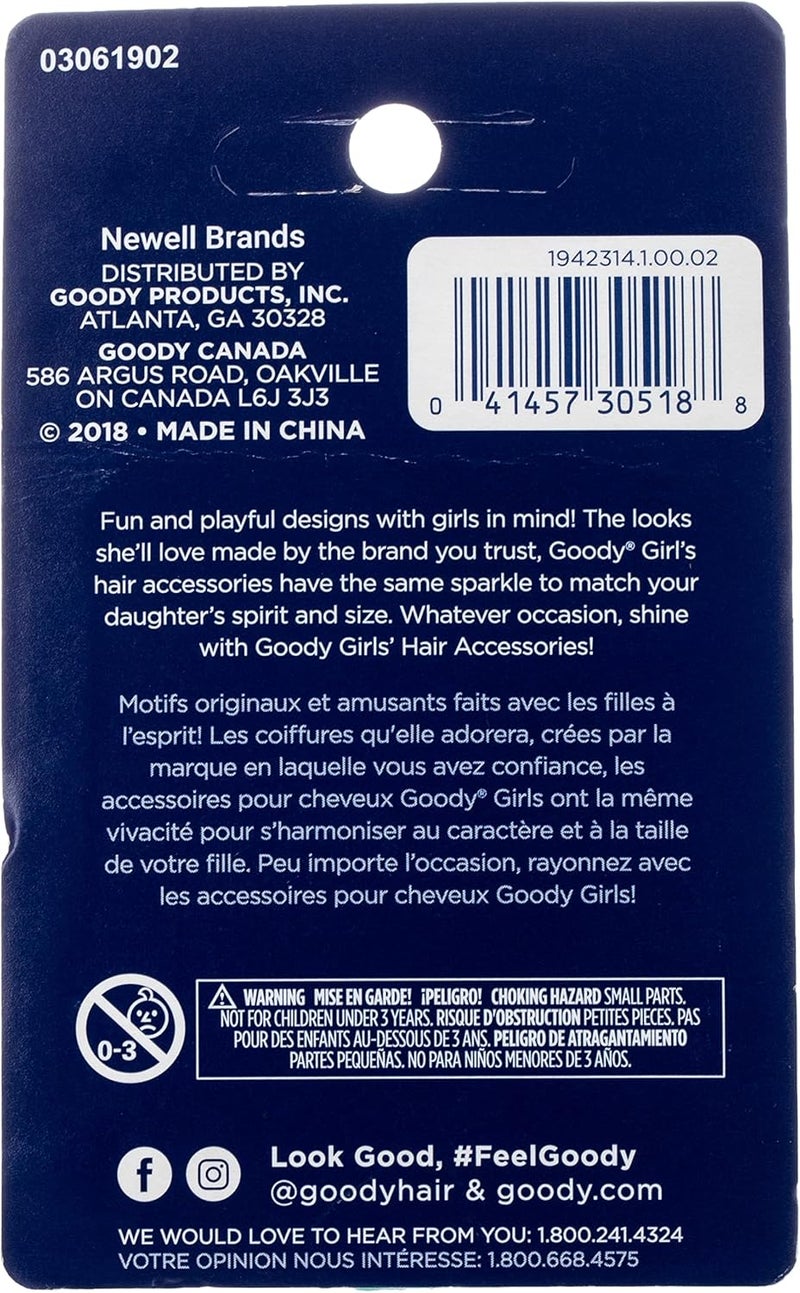 03061902
Newell Brands
DISTRIBUTED BY
GOODY PRODUCTS, INC.
ATLANTA, GA 30328
GOODY CANADA
586 ARGUS ROAD, OAKVILLE
ON CANADA L6J 3J3
© 2018 • MADE IN CHINA
1942314.1.00.02
0 41457 30518 8
Fun and playful designs with girls in mind! The looks
she'll love made by the brand you trust, Goody® Girl's
hair accessories have the same sparkle to match your
daughter's spirit and size. Whatever occasion, shine
with Goody Girls' Hair Accessories!
Motifs originaux et amusants faits avec les filles à
l'esprit! Les coiffures qu'elle adorera, crées par la
marque en laquelle vous avez confiance, les
accessoires pour cheveux Goody® Girls ont la même
vivacité pour s'harmoniser au caractère et à la taille
de votre fille. Peu importe l'occasion, rayonnez avec
les accessoires pour cheveux Goody Girls!
0-3
WARNING MISE EN GARDE! ¡PELIGRO! CHOKING HAZARD SMALL PARTS.
NOT FOR CHILDREN UNDER 3 YEARS. RISQUE D'OBSTRUCTION PETITES PIECES. PAS
POUR DES ENFANTS AU-DESSOUS DE 3 ANS. PELIGRO DE ATRAGANTAMIENTO
PARTES PEQUEÑAS. NO PARA NIÑOS MENORES DE 3 AÑOS.
Look Good, #FeelGoody
@goodyhair & goody.com
WE WOULD LOVE TO HEAR FROM YOU: 1.800.241.4324
VOTRE OPINION NOUS INTÉRESSE: 1.800.668.4575